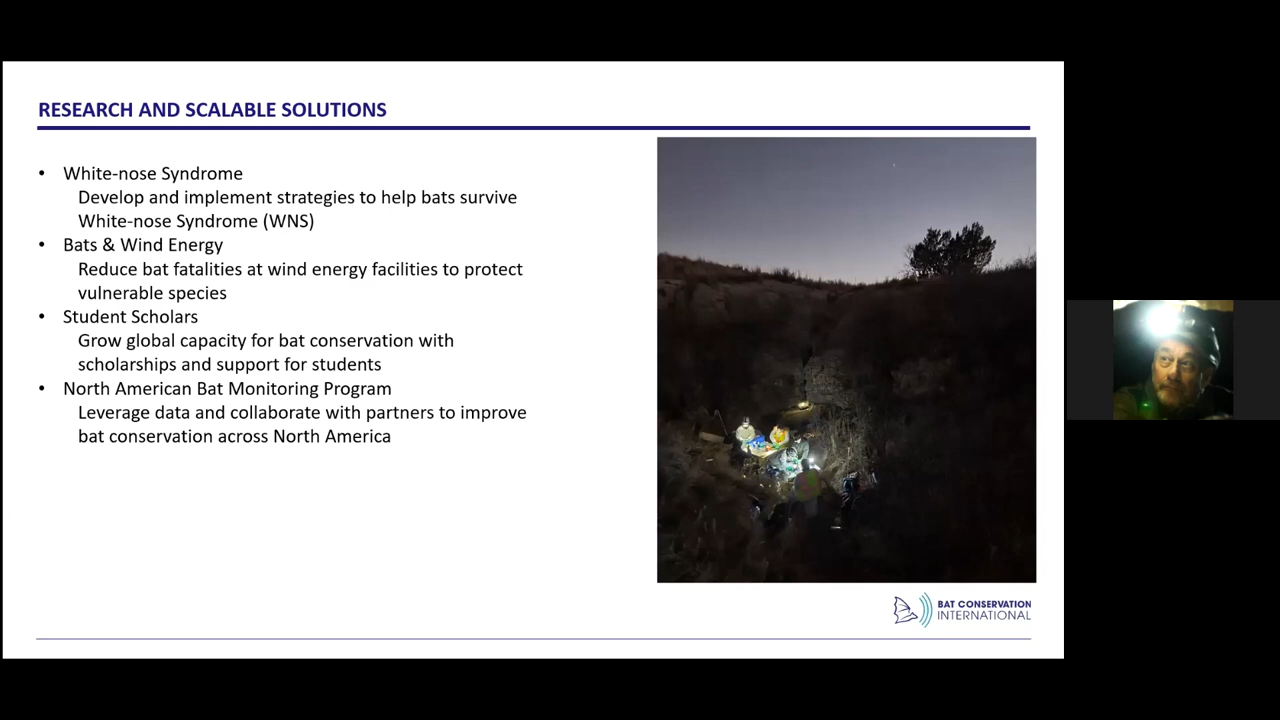 RESEARCH AND SCALABLE SOLUTIONS
• White-nose Syndrome
Develop and implement strategies to help bats survive
White-nose Syndrome (WNS)
• Bats & Wind Energy
Reduce bat fatalities at wind energy facilities to protect
vulnerable species
• Student Scholars
Grow global capacity for bat conservation with
scholarships and support for students
• North American Bat Monitoring Program
Leverage data and collaborate with partners to improve
bat conservation across North America
BAT CONSERVATION
INTERNATIONAL